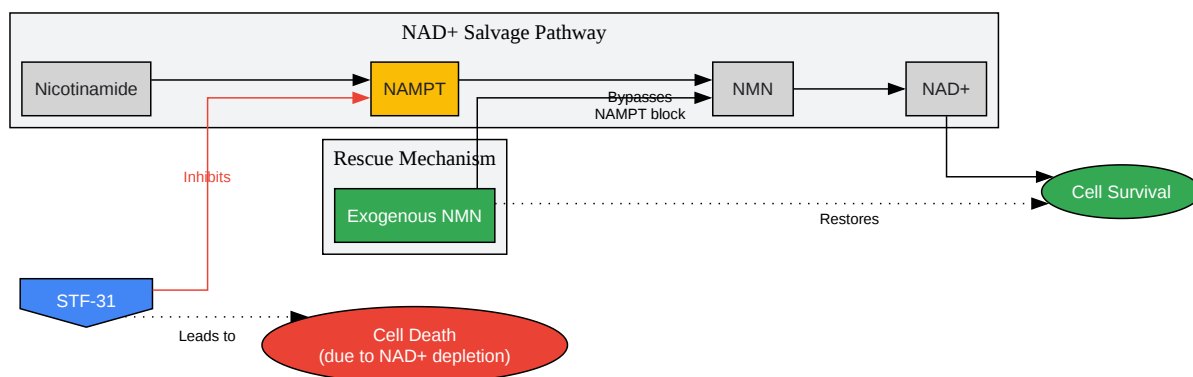 NAD+ Salvage Pathway
Nicotinamide
NAMPT
NMN
NAD+
Bypasses
NAMPT block
Rescue Mechanism
Inhibits
Exogenous NMN
Restores
Cell Survival
STF-31
Leads to
Cell Death
(due to NAD+ depletion)